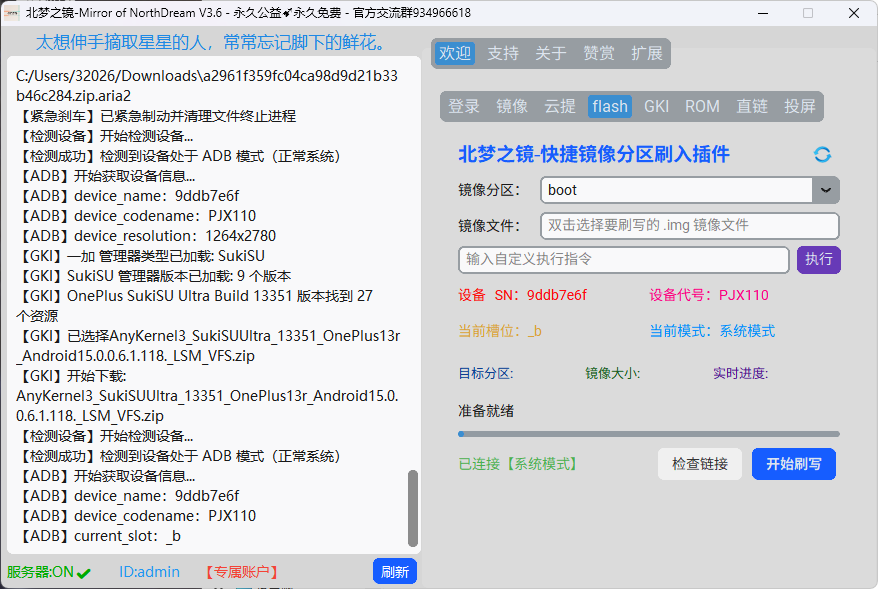 北梦之镜-Mirror of NorthDream V3.6 - 永久公益💕永久免费 - 官方交流群934966618
太想伸手摘取星星的人，常常忘记脚下的鲜花。
C:/Users/32026/Downloads\a2961f359fc04ca98d9d21b33
b46c284.zip.aria2
【紧急刹车】已紧急制动并清理文件终止进程
【检测设备】开始检测设备...
【检测成功】检测到设备处于 ADB 模式（正常系统）
【ADB】开始获取设备信息...
【ADB】device_name：9ddb7e6f
【ADB】device_codename：PJX110
【ADB】device_resolution：1264x2780
【GKI】一加 管理器类型已加载: SukiSU
【GKI】SukiSU 管理器版本已加载: 9 个版本
【GKI】OnePlus SukiSU Ultra Build 13351 版本找到 27
个资源
【GKI】已选择AnyKernel3_SukiSUUltra_13351_OnePlus13r
_Android15.0.0.6.1.118._LSM_VFS.zip
【GKI】开始下载:
AnyKernel3_SukiSUUltra_13351_OnePlus13r_Android15.0.
0.6.1.118._LSM_VFS.zip
【检测设备】开始检测设备...
【检测成功】检测到设备处于 ADB 模式（正常系统）
【ADB】开始获取设备信息...
【ADB】device_name：9ddb7e6f
【ADB】device_codename：PJX110
【ADB】current_slot：_b
服务器:ON ID:admin 【专属账户】 刷新
欢迎 支持 关于 赞赏 扩展
登录 镜像 云提 flash GKI ROM 直链 投屏
北梦之镜-快捷镜像分区刷入插件
镜像分区： boot
镜像文件： 双击选择要刷写的 .img 镜像文件
输入自定义执行指令 执行
设备 SN：9ddb7e6f 设备代号：PJX110
当前槽位：_b 当前模式：系统模式
目标分区: 镜像大小: 实时进度:
准备就绪
已连接【系统模式】 检查链接 开始刷写